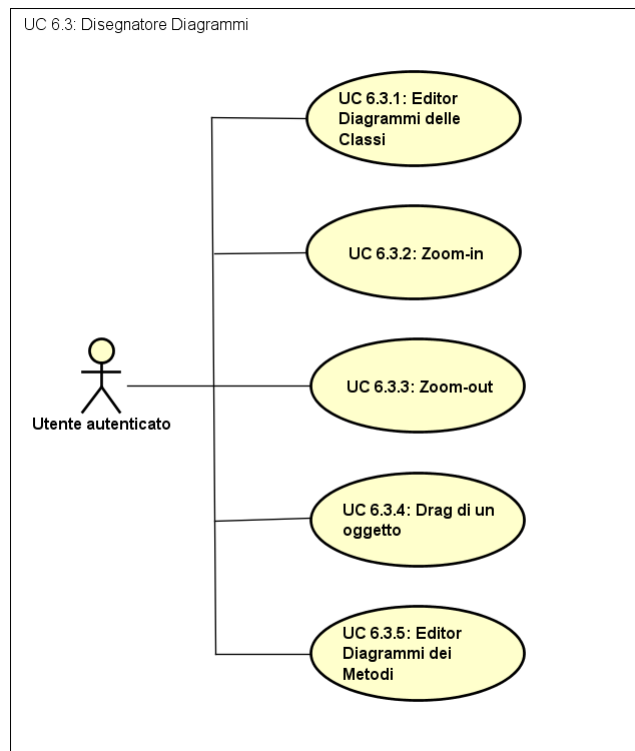 UC 6.3: Disegnatore Diagrammi
UC 6.3.1: Editor
Diagrammi delle
Classi
UC 6.3.2: Zoom-in
UC 6.3.3: Zoom-out
Utente autenticato
UC 6.3.4: Drag di un
oggetto
UC 6.3.5: Editor
Diagrammi dei
Metodi